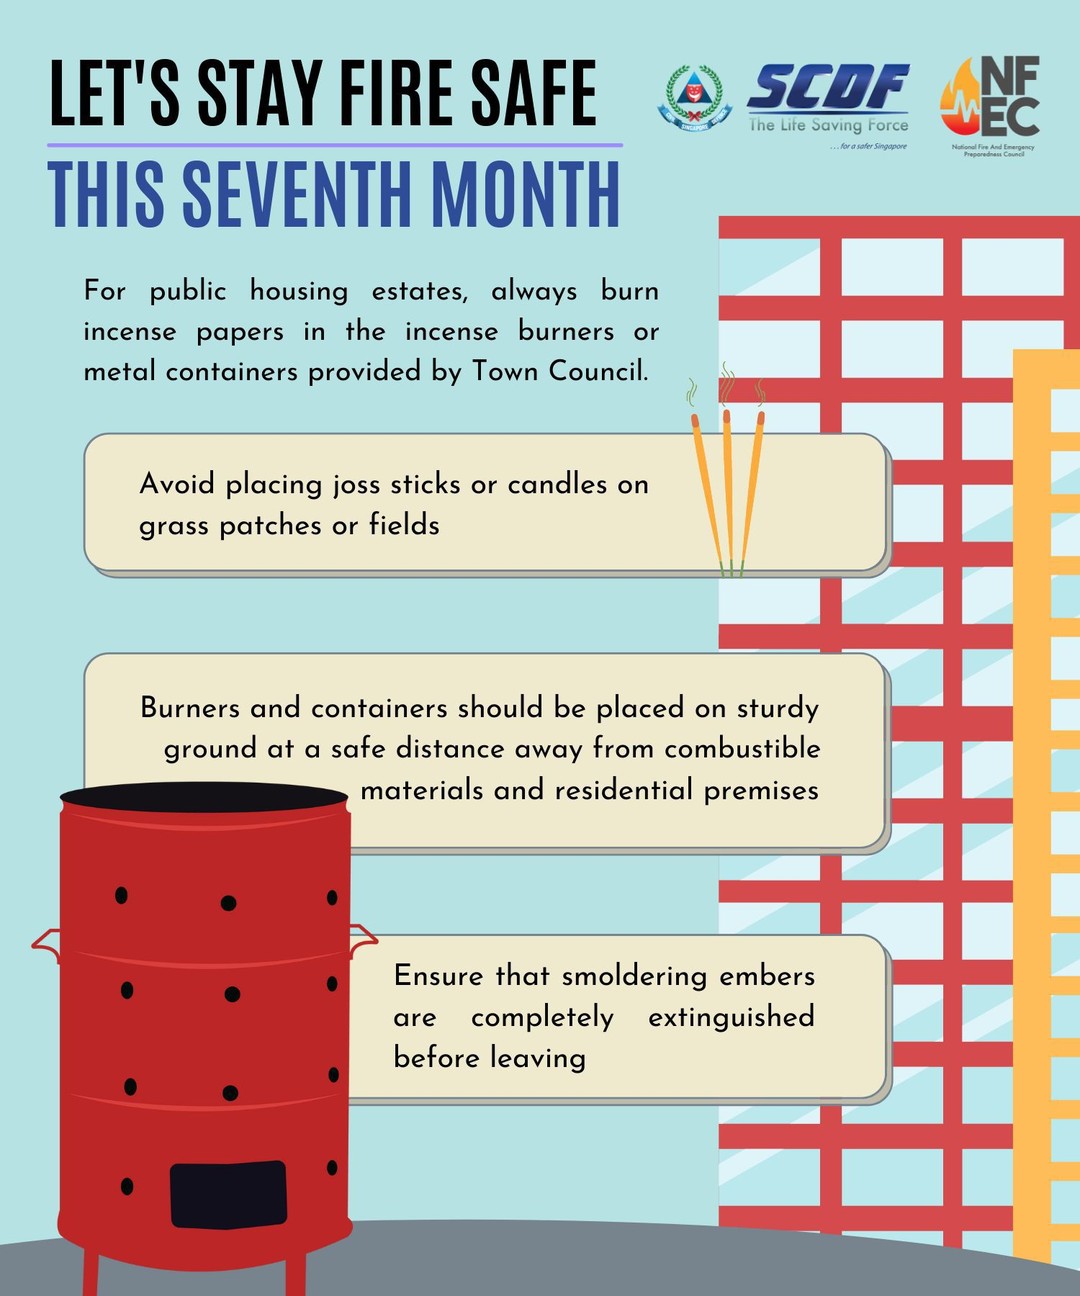 LET'S STAY FIRE SAFE
THIS SEVENTH MONTH
SCDF
The Life Saving Force
...for a safer Singapore
NF
EC
National Fire And Emergency
Preparedness Council
For public housing estates, always burn
incense papers in the incense burners or
metal containers provided by Town Council.
Avoid placing joss sticks or candles on
grass patches or fields
Burners and containers should be placed on sturdy
ground at a safe distance away from combustible
materials and residential premises
Ensure that smoldering embers
are completely extinguished
before leaving